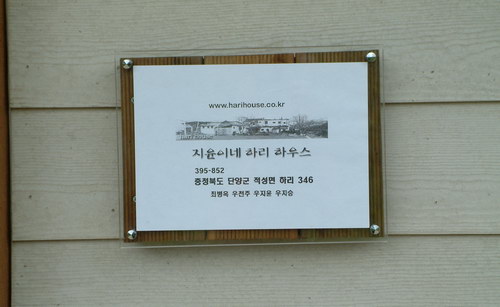 www.harihouse.co.kr
지윤이네 하리 하우스
395-852
충청북도 단양군 적성면 하리 346
최병옥 우천주 우지윤 우지승